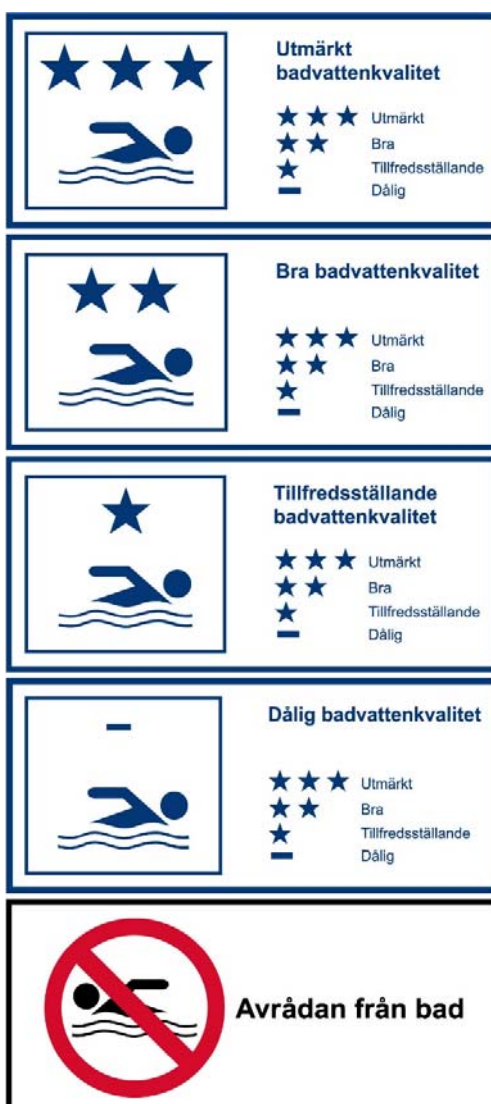 Utmärkt
badvattenkvalitet
Utmärkt
Bra
Tillfredsställande
Dålig
Bra badvattenkvalitet
Utmärkt
Bra
Tillfredsställande
Dålig
Tillfredsställande
badvattenkvalitet
Utmärkt
Bra
Tillfredsställande
Dålig
Dålig badvattenkvalitet
Utmärkt
Bra
Tillfredsställande
Dålig
Avrådan från bad